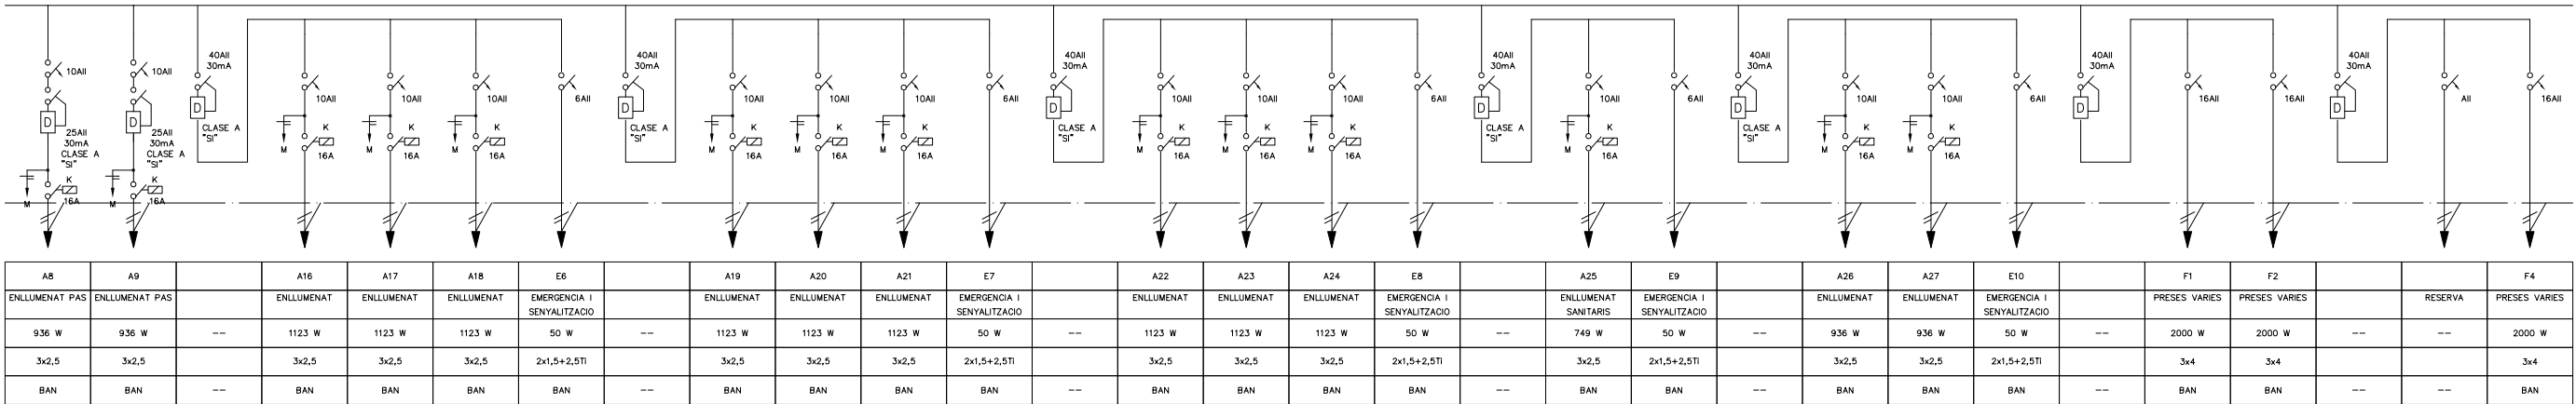 40AII 40AII 40AII 40AII 40AII 40AII 40AII
30mA 30mA 30mA 30mA 30mA 30mA 30mA
10AII 10AII
10AII 10AII 10AII 6AII 10AII 10AII 10AII 6AII 10AII 10AII 10AII 6AII 10AII 6AII 10AII 10AII 6AII 16AII 16AII AII 16AII
D D D D D D D
D D
CLASE A CLASE A CLASE A CLASE A CLASE A
"SI" "SI" "SI" "SI" "SI"
K K K K K K K K K K K K
25AII 25AII
30mA 30mA
CLASE A CLASE A
"SI" "SI"
M M M M M M M M M M M M
16A 16A 16A 16A 16A 16A 16A 16A 16A 16A 16A 16A
K K
M M
16A 16A
A8 A9 A16 A17 A18 E6 A19 A20 A21 E7 A22 A23 A24 E8 A25 E9 A26 A27 E10 F1 F2 F4
ENLLUMENAT PAS ENLLUMENAT PAS ENLLUMENAT ENLLUMENAT ENLLUMENAT EMERGENCIA I ENLLUMENAT ENLLUMENAT ENLLUMENAT EMERGENCIA I ENLLUMENAT ENLLUMENAT ENLLUMENAT EMERGENCIA I ENLLUMENAT EMERGENCIA I ENLLUMENAT ENLLUMENAT EMERGENCIA I PRESES VARIES PRESES VARIES RESERVA PRESES VARIES
SENYALITZACIO SENYALITZACIO SENYALITZACIO SANITARIS SENYALITZACIO SENYALITZACIO
936 W 936 W -- 1123 W 1123 W 1123 W 50 W -- 1123 W 1123 W 1123 W 50 W -- 1123 W 1123 W 1123 W 50 W -- 749 W 50 W -- 936 W 936 W 50 W -- 2000 W 2000 W -- -- 2000 W
3x2,5 3x2,5 3x2,5 3x2,5 3x2,5 2x1,5+2,5TI 3x2,5 3x2,5 3x2,5 2x1,5+2,5TI 3x2,5 3x2,5 3x2,5 2x1,5+2,5TI 3x2,5 2x1,5+2,5TI 3x2,5 3x2,5 2x1,5+2,5TI 3x4 3x4 3x4
BAN BAN -- BAN BAN BAN BAN -- BAN BAN BAN BAN -- BAN BAN BAN BAN -- BAN BAN -- BAN BAN BAN -- BAN BAN -- -- BAN